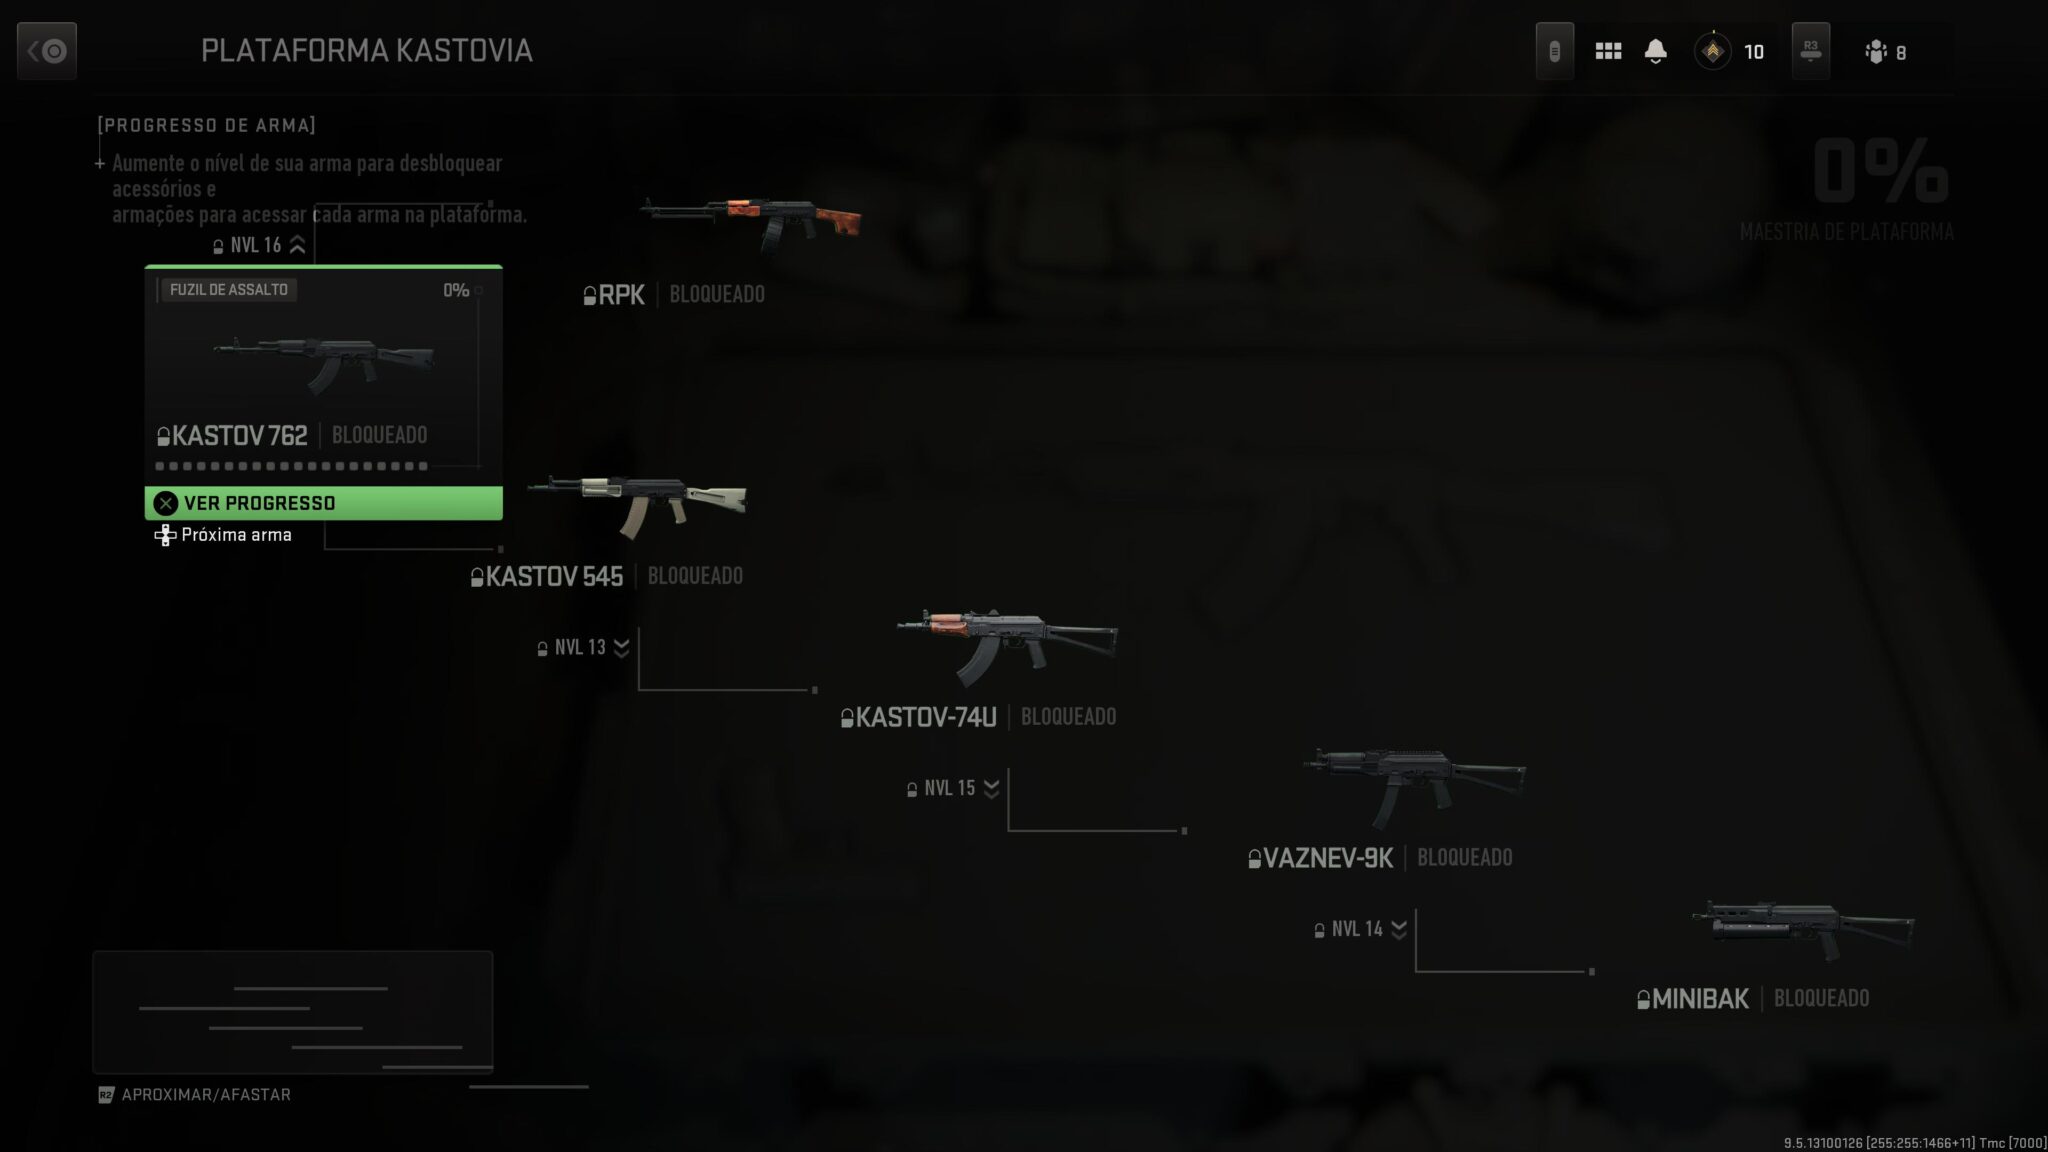 PLATAFORMA KASTOVIA
10
R3
8
[PROGRESSO DE ARMA]
+ Aumente o nível de sua arma para desbloquear
acessórios e
armações para acessar cada arma na plataforma.
0%
MAESTRIA DE PLATAFORMA
NVL 16
FUZIL DE ASSALTO
0%
RPK | BLOQUEADO
KASTOV 762 | BLOQUEADO
VER PROGRESSO
Próxima arma
KASTOV 545 | BLOQUEADO
NVL 13
KASTOV-74U | BLOQUEADO
NVL 15
VAZNEV-9K | BLOQUEADO
NVL 14
MINIBAK | BLOQUEADO
R2 APROXIMAR/AFASTAR
9.5.13100126 [255:255:1466+11] Tmc [7000]